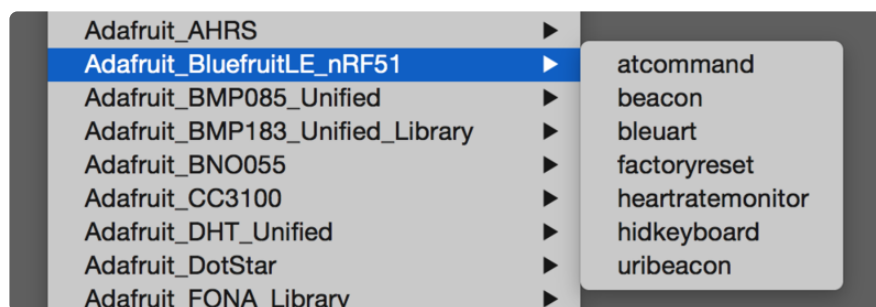 Adafruit_AHRS
Adafruit_BluefruitLE_nRF51
Adafruit_BMP085_Unified
Adafruit_BMP183_Unified_Library
Adafruit_BNO055
Adafruit_CC3100
Adafruit_DHT_Unified
Adafruit_DotStar
Adafruit_FONA_Library
atcommand
beacon
bleuart
factoryreset
heartratemonitor
hidkeyboard
uribeacon